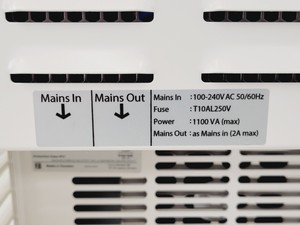 Mains In
Mains Out
Mains In : 100-240V AC 50/60Hz
Fuse : T10AL250V
Power : 1100 VA (max)
Mains Out : as Mains in (2A max)